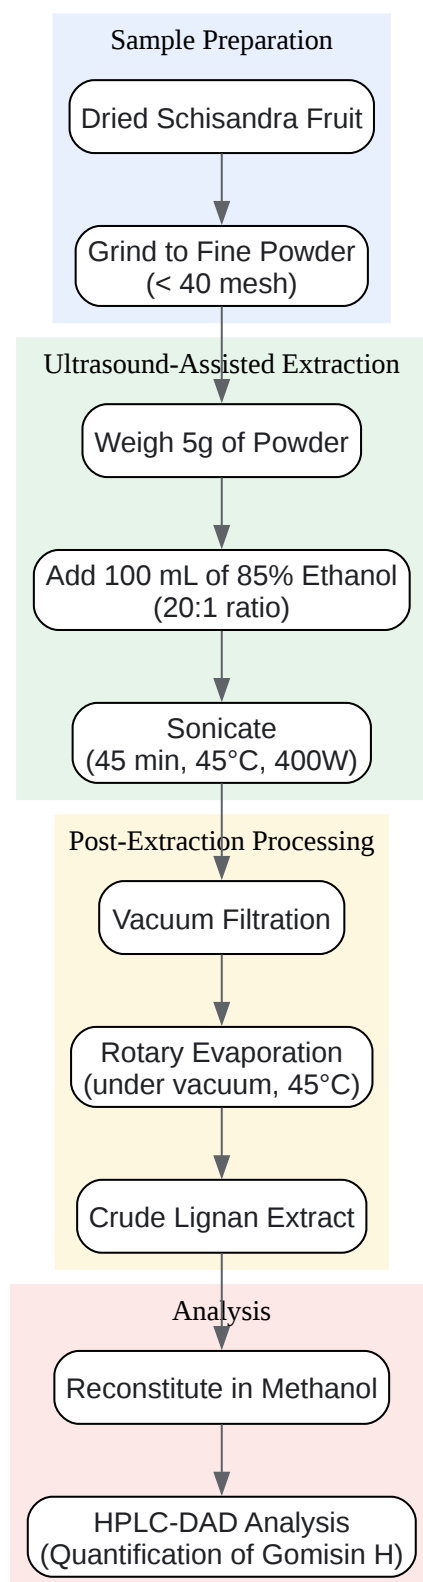 Sample Preparation
Dried Schisandra Fruit
Grind to Fine Powder
(< 40 mesh)
Ultrasound-Assisted Extraction
Weigh 5g of Powder
Add 100 mL of 85% Ethanol
(20:1 ratio)
Sonicate
(45 min, 45°C, 400W)
Post-Extraction Processing
Vacuum Filtration
Rotary Evaporation
(under vacuum, 45°C)
Crude Lignan Extract
Analysis
Reconstitute in Methanol
HPLC-DAD Analysis
(Quantification of Gomisin H)